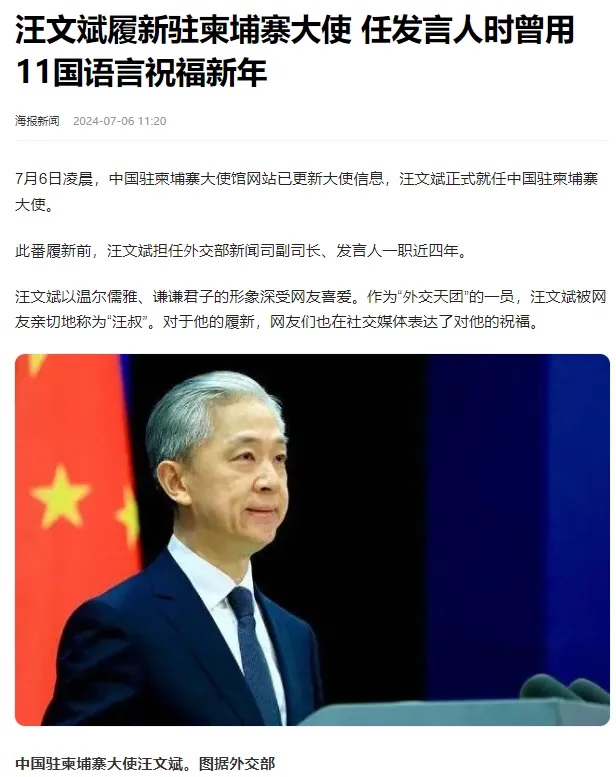 汪文斌履新驻柬埔寨大使 任发言人时曾用
11国语言祝福新年
海报新闻 2024-07-06 11:20
7月6日凌晨，中国驻柬埔寨大使馆网站已更新大使信息，汪文斌正式就任中国驻柬埔寨
大使。
此番履新前，汪文斌担任外交部新闻司副司长、发言人一职近四年。
汪文斌以温尔儒雅、谦谦君子的形象深受网友喜爱。作为“外交天团”的一员，汪文斌被网
友亲切地称为“汪叔”。对于他的履新，网友们也在社交媒体表达了对他的祝福。
中国驻柬埔寨大使汪文斌。图据外交部